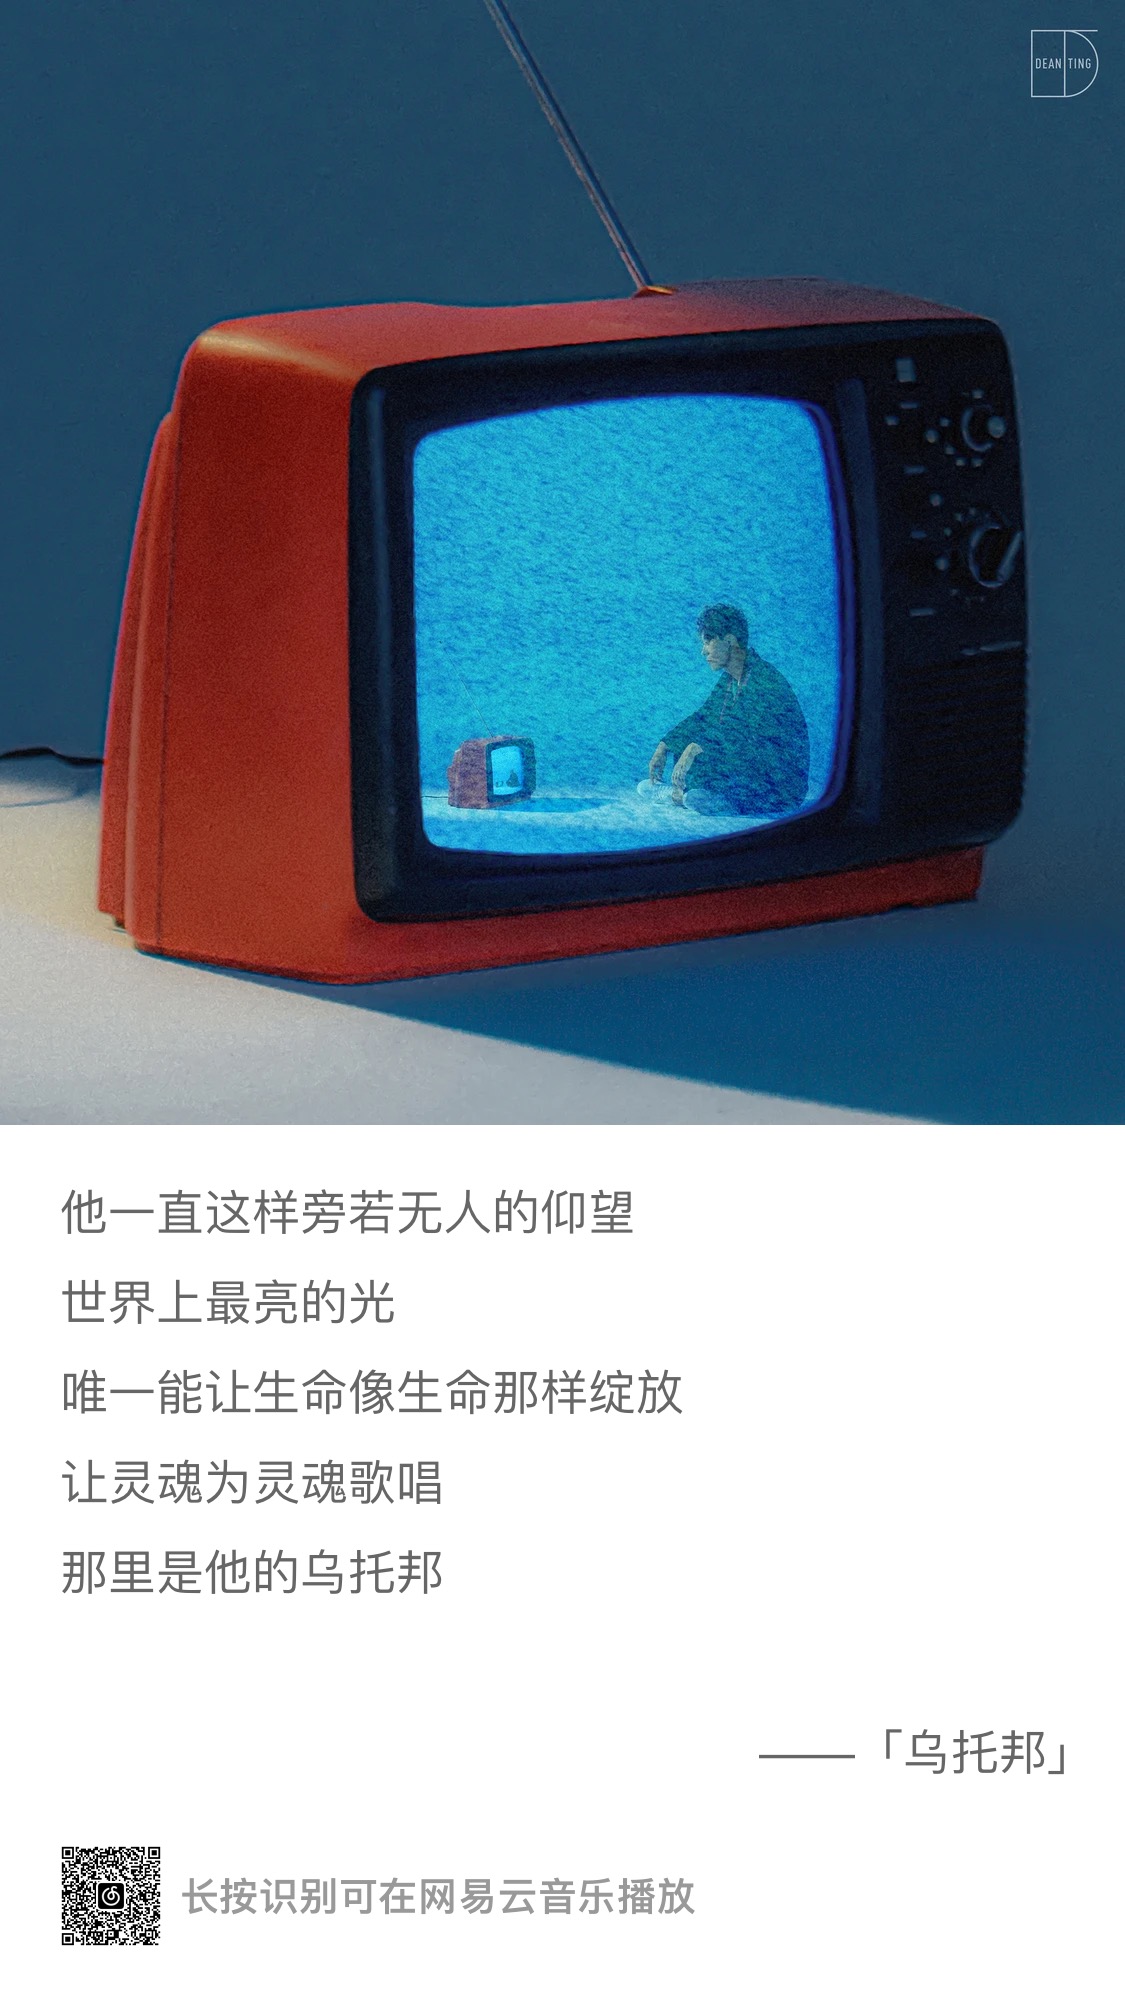 DEAN TING
他一直这样旁若无人的仰望
世界上最亮的光
唯一能让生命像生命那样绽放
让灵魂为灵魂歌唱
那里是他的乌托邦
——「乌托邦」
长按识别可在网易云音乐播放